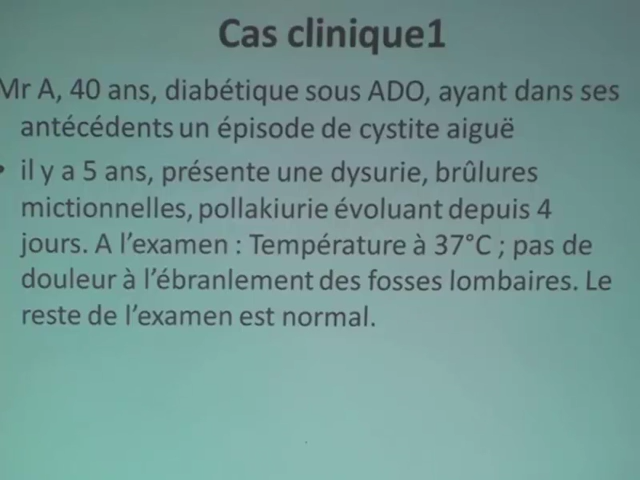 Cas clinique1
Mr A, 40 ans, diabétique sous ADO, ayant dans ses
antécédents un épisode de cystite aiguë
• il y a 5 ans, présente une dysurie, brûlures
mictionnelles, pollakiurie évoluant depuis 4
jours. A l’examen : Température à 37°C ; pas de
douleur à l’ébranlement des fosses lombaires. Le
reste de l’examen est normal.